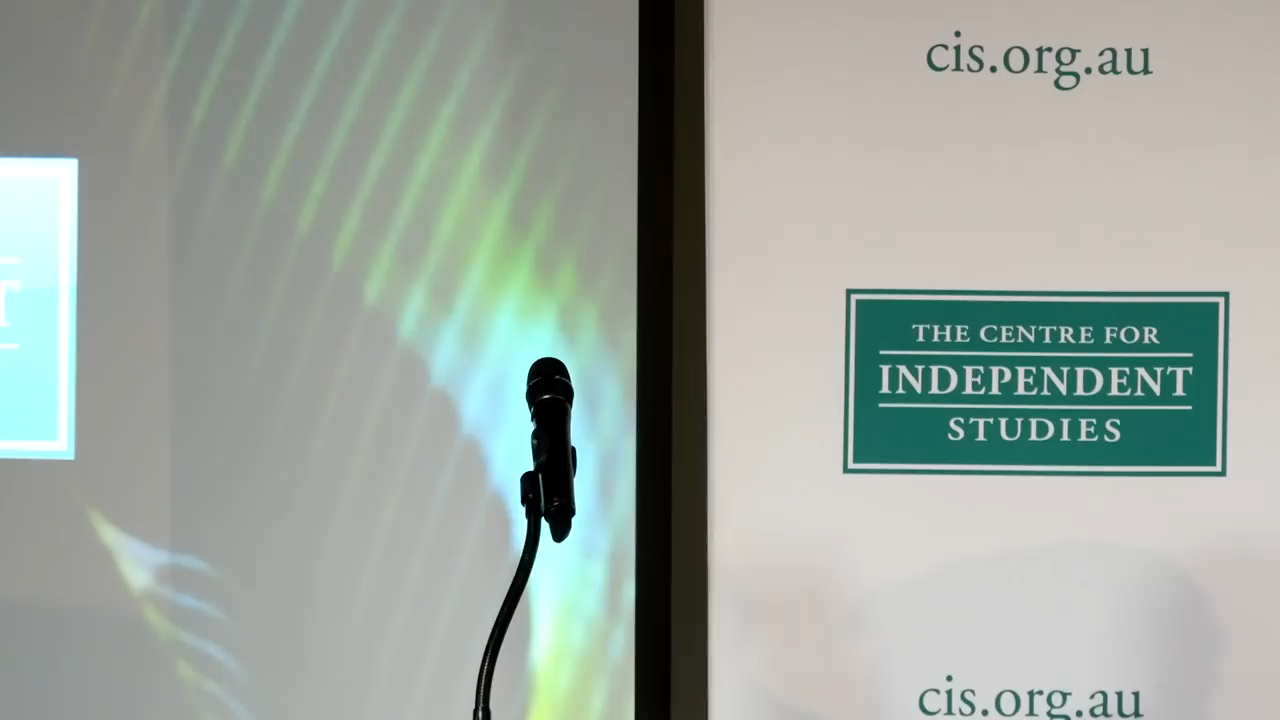 cis.org.au
THE CENTRE FOR
INDEPENDENT
STUDIES
cis.org.au
T